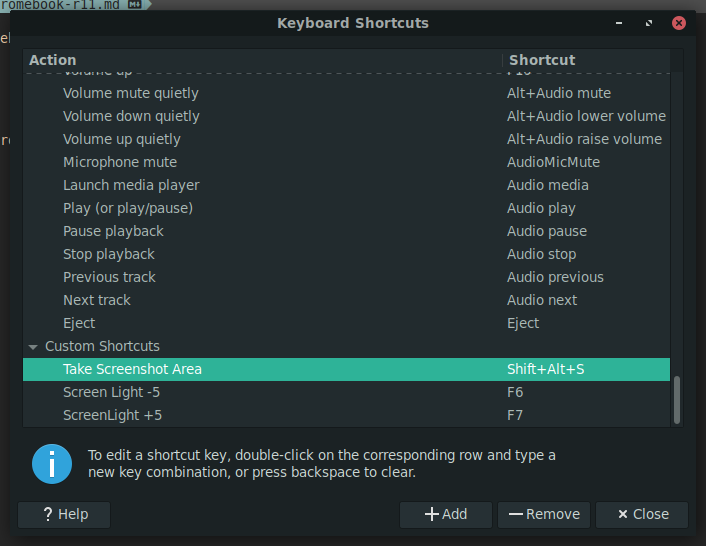 romebook-r11.md
Keyboard Shortcuts
Action Shortcut
Volume up F10
Volume mute quietly Alt+Audio mute
Volume down quietly Alt+Audio lower volume
Volume up quietly Alt+Audio raise volume
Microphone mute AudioMicMute
Launch media player Audio media
Play (or play/pause) Audio play
Pause playback Audio pause
Stop playback Audio stop
Previous track Audio previous
Next track Audio next
Eject Eject
Custom Shortcuts
Take Screenshot Area Shift+Alt+S
Screen Light -5 F6
ScreenLight +5 F7
To edit a shortcut key, double-click on the corresponding row and type a
new key combination, or press backspace to clear.
? Help + Add − Remove × Close